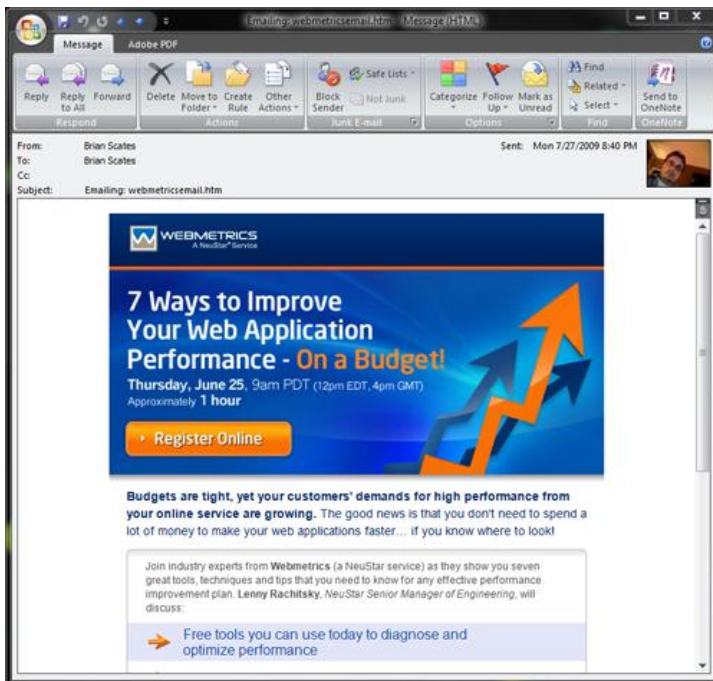 Emailing: webmetricsemail.htm - Message (HTML)
Message Adobe PDF
Reply Reply to All Forward Delete Move to Folder Create Rule Other Actions Block Sender Safe Lists Not Junk Categorize Follow Up Mark as Unread Find Related Select Send to OneNote
Respond Actions Junk E-mail Options Find OneNote
From: Brian Scates Sent: Mon 7/27/2009 8:40 PM
To: Brian Scates
Cc:
Subject: Emailing: webmetricsemail.htm
WEBMETRICS
A NeuStar® Service
7 Ways to Improve
Your Web Application
Performance - On a Budget!
Thursday, June 25, 9am PDT (12pm EDT, 4pm GMT)
Approximately 1 hour
Register Online
Budgets are tight, yet your customers' demands for high performance from
your online service are growing. The good news is that you don't need to spend a
lot of money to make your web applications faster… if you know where to look!
Join industry experts from Webmetrics (a NeuStar service) as they show you seven
great tools, techniques and tips that you need to know for any effective performance
improvement plan. Lenny Rachitsky, NeuStar Senior Manager of Engineering, will
discuss:
Free tools you can use today to diagnose and
optimize performance